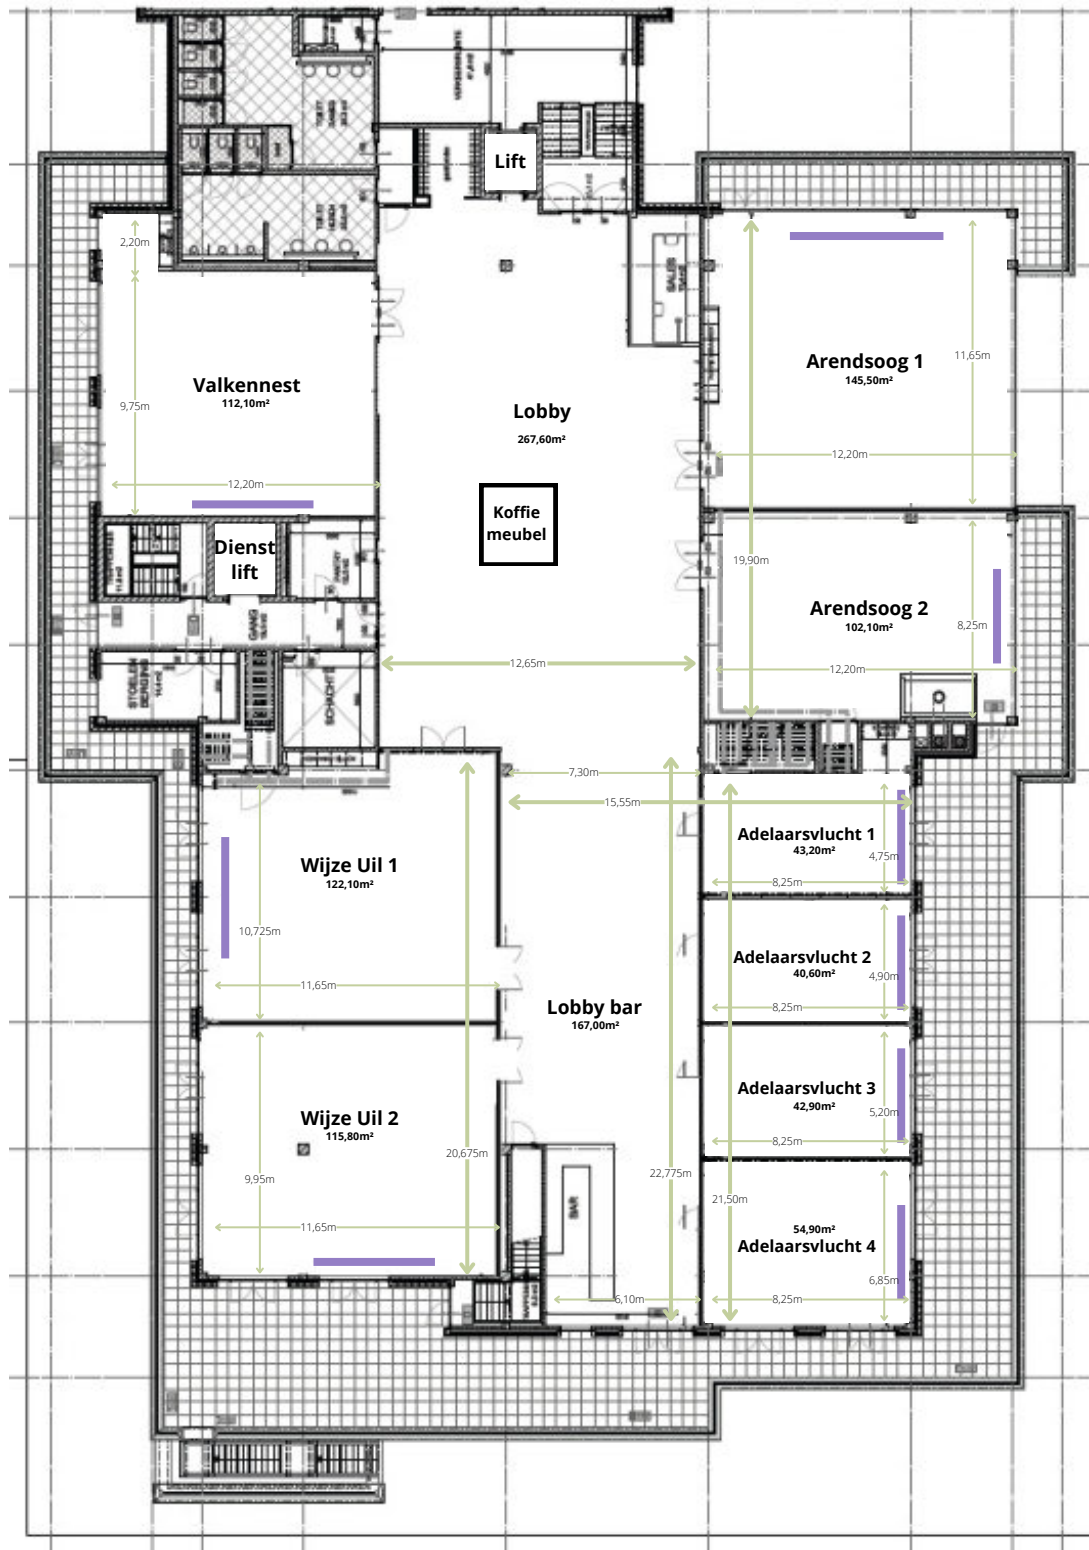 Lift
2,20m
SALES
11,65m
Arendsoog 1
145,50m²
Valkennest
112,10m²
9,75m
Lobby
267,60m²
12,20m
12,20m
Koffie
meubel
Dienst
lift
GANG
19,90m
Arendsoog 2
102,10m²
8,25m
12,65m
12,20m
STOELEN
BERGING
SCHACHT
7,30m
15,55m
Adelaarsvlucht 1
43,20m²
4,75m
8,25m
Wijze Uil 1
122,10m²
10,725m
11,65m
Adelaarsvlucht 2
40,60m²
4,90m
8,25m
Lobby bar
167,00m²
Adelaarsvlucht 3
42,90m²
5,20m
8,25m
Wijze Uil 2
115,80m²
9,95m
20,675m
22,775m
21,50m
BAR
11,65m
54,90m²
Adelaarsvlucht 4
6,85m
6,10m
8,25m